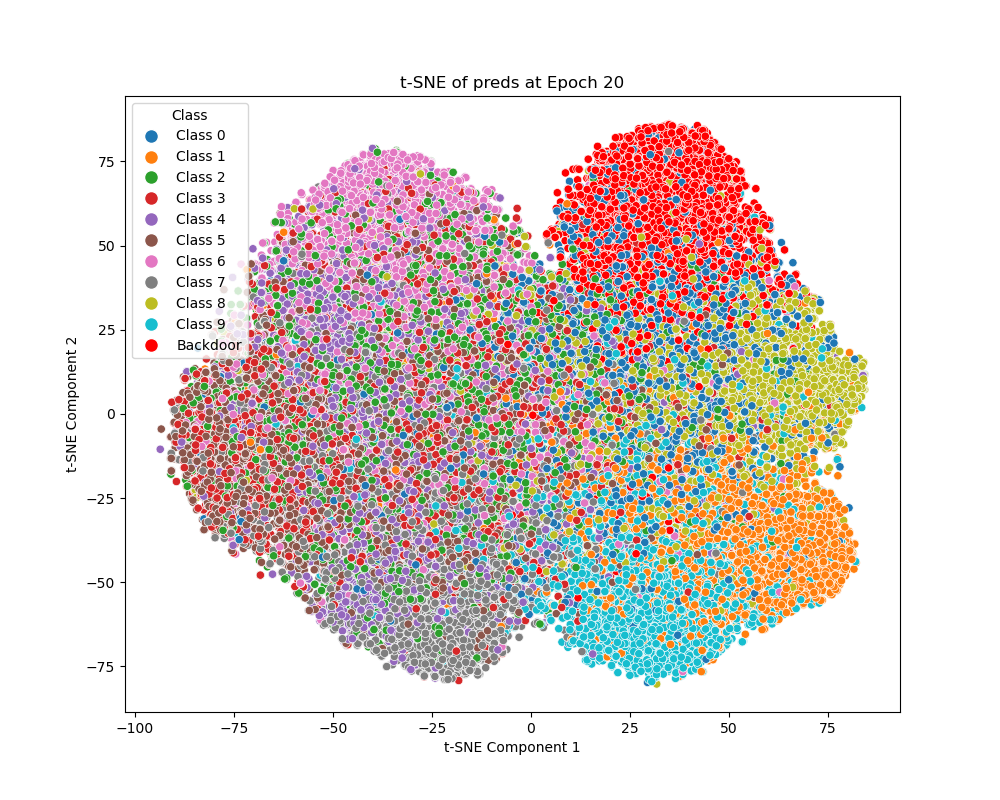 t-SNE of preds at Epoch 20
Class
Class 0
Class 1
Class 2
Class 3
Class 4
Class 5
Class 6
Class 7
Class 8
Class 9
Backdoor
75
50
25
0
−25
−50
−75
t-SNE Component 2
−100
−75
−50
−25
0
25
50
75
t-SNE Component 1